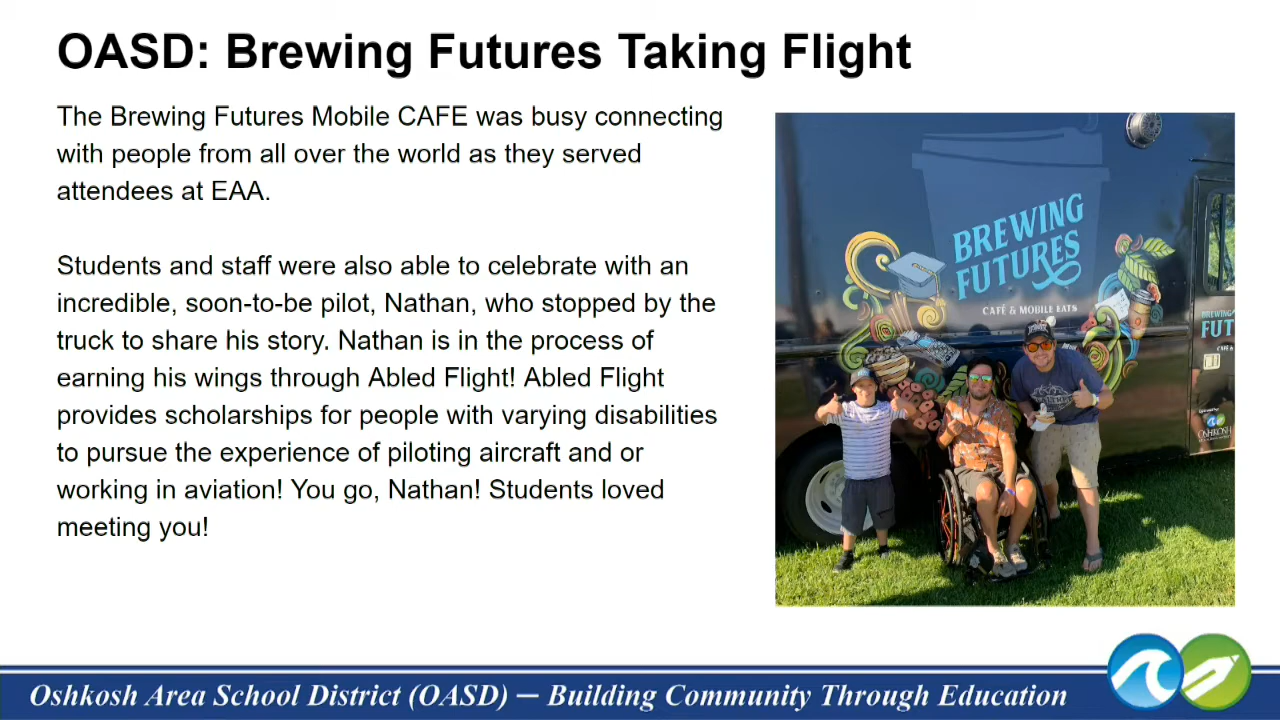 OASD: Brewing Futures Taking Flight
The Brewing Futures Mobile CAFE was busy connecting
with people from all over the world as they served
attendees at EAA.
Students and staff were also able to celebrate with an
incredible, soon-to-be pilot, Nathan, who stopped by the
truck to share his story. Nathan is in the process of
earning his wings through Abled Flight! Abled Flight
provides scholarships for people with varying disabilities
to pursue the experience of piloting aircraft and or
working in aviation! You go, Nathan! Students loved
meeting you!
BREWING
FUTURES
CAFÉ & MOBILE EATS
BREWING
FUT
OSHKOSH
Oshkosh Area School District (OASD) — Building Community Through Education